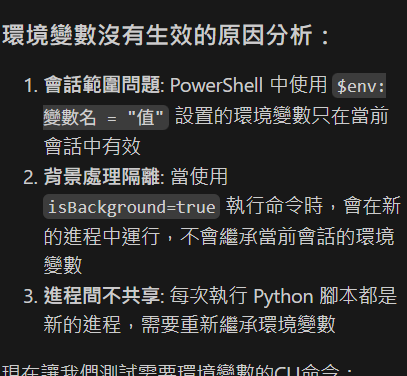 環境變數沒有生效的原因分析：
1. 會話範圍問題: PowerShell 中使用 $env:
變數名 = "值" 設置的環境變數只在當前
會話中有效
2. 背景處理隔離: 當使用
isBackground=true 執行命令時，會在新
的進程中運行，不會繼承當前會話的環境
變數
3. 進程間不共享: 每次執行 Python 腳本都是
新的進程，需要重新繼承環境變數
現在讓我們測試需要環境變數的CLI命令：